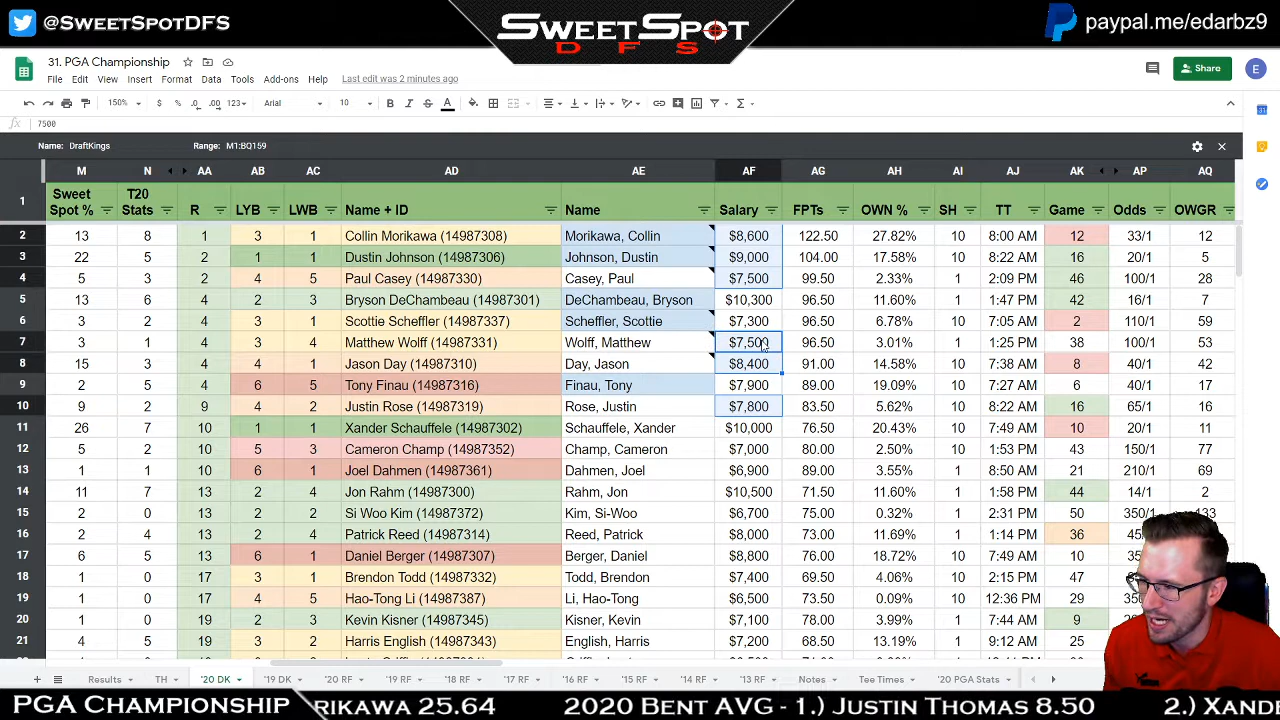 @SweetSpotDFS
SweetSpot
DFS
paypal.me/edarbz9
31. PGA Championship
File Edit View Insert Format Data Tools Add-ons Help Last edit was 2 minutes ago
Share
E
150% $ % .0 .00 123 Arial 10
fx 7500
Name: DraftKings Range: M1:BQ159
M N AA AB AC AD AE AF AG AH AI AJ AK AP AQ
1 Sweet Spot % T20 Stats R LYB LWB Name + ID Name Salary FPTs OWN % SH TT Game Odds OWGR
2 13 8 1 3 1 Collin Morikawa (14987308) Morikawa, Collin $8,600 122.50 27.82% 10 8:00 AM 12 33/1 12
3 22 5 2 1 1 Dustin Johnson (14987306) Johnson, Dustin $9,000 104.00 17.58% 10 8:22 AM 16 20/1 5
4 5 3 2 4 5 Paul Casey (14987330) Casey, Paul $7,500 99.50 2.33% 1 2:09 PM 46 100/1 28
5 13 6 4 2 3 Bryson DeChambeau (14987301) DeChambeau, Bryson $10,300 96.50 11.60% 1 1:47 PM 42 16/1 7
6 3 2 4 3 1 Scottie Scheffler (14987337) Scheffler, Scottie $7,300 96.50 6.78% 10 7:05 AM 2 110/1 59
7 3 1 4 3 4 Matthew Wolff (14987331) Wolff, Matthew $7,500 96.50 3.01% 1 1:25 PM 38 100/1 53
8 15 3 4 4 1 Jason Day (14987310) Day, Jason $8,400 91.00 14.58% 10 7:38 AM 8 40/1 42
9 2 5 4 6 5 Tony Finau (14987316) Finau, Tony $7,900 89.00 19.09% 10 7:27 AM 6 40/1 17
10 9 2 9 4 2 Justin Rose (14987319) Rose, Justin $7,800 83.50 5.62% 10 8:22 AM 16 65/1 16
11 26 7 10 1 1 Xander Schauffele (14987302) Schauffele, Xander $10,000 76.50 20.43% 10 7:49 AM 10 20/1 11
12 5 2 10 4 3 Cameron Champ (14987352) Champ, Cameron $7,000 80.00 2.50% 1 1:53 PM 43 150/1 77
13 1 1 10 6 1 Joel Dahmen (14987361) Dahmen, Joel $6,900 89.00 3.55% 10 8:50 AM 21 210/1 69
14 11 7 13 2 4 Jon Rahm (14987300) Rahm, Jon $10,500 71.50 11.60% 1 1:58 PM 44 14/1 2
15 2 0 13 2 2 Si Woo Kim (14987372) Kim, Si-Woo $6,700 75.00 0.32% 1 2:31 PM 50 350/1
16 2 4 13 2 4 Patrick Reed (14987314) Reed, Patrick $8,000 73.00 11.69% 1 1:14 PM 36
17 6 5 13 6 1 Daniel Berger (14987307) Berger, Daniel $8,800 76.00 18.72% 10 7:49 AM 10
18 1 0 17 3 1 Brendon Todd (14987332) Todd, Brendon $7,400 69.50 4.06% 10 2:15 PM 47
19 1 0 17 4 5 Hao-Tong Li (14987387) Li, Hao-Tong $6,500 73.50 0.09% 10 12:36 PM 29
20 1 0 19 2 3 Kevin Kisner (14987345) Kisner, Kevin $7,100 78.00 3.99% 1 7:44 AM 9
21 4 5 19 3 2 Harris English (14987343) English, Harris $7,200 68.50 13.19% 10 9:12 AM 25
Results TH '20 DK '19 DK '20 RF '19 RF '18 RF '17 RF '16 RF '15 RF '14 RF '13 RF Notes Tee Times '20 PGA Stats
PGA Championship RIKAWA 25.64 2020 Bent AVG - 1.) Justin Thomas 8.50 2.) Xand